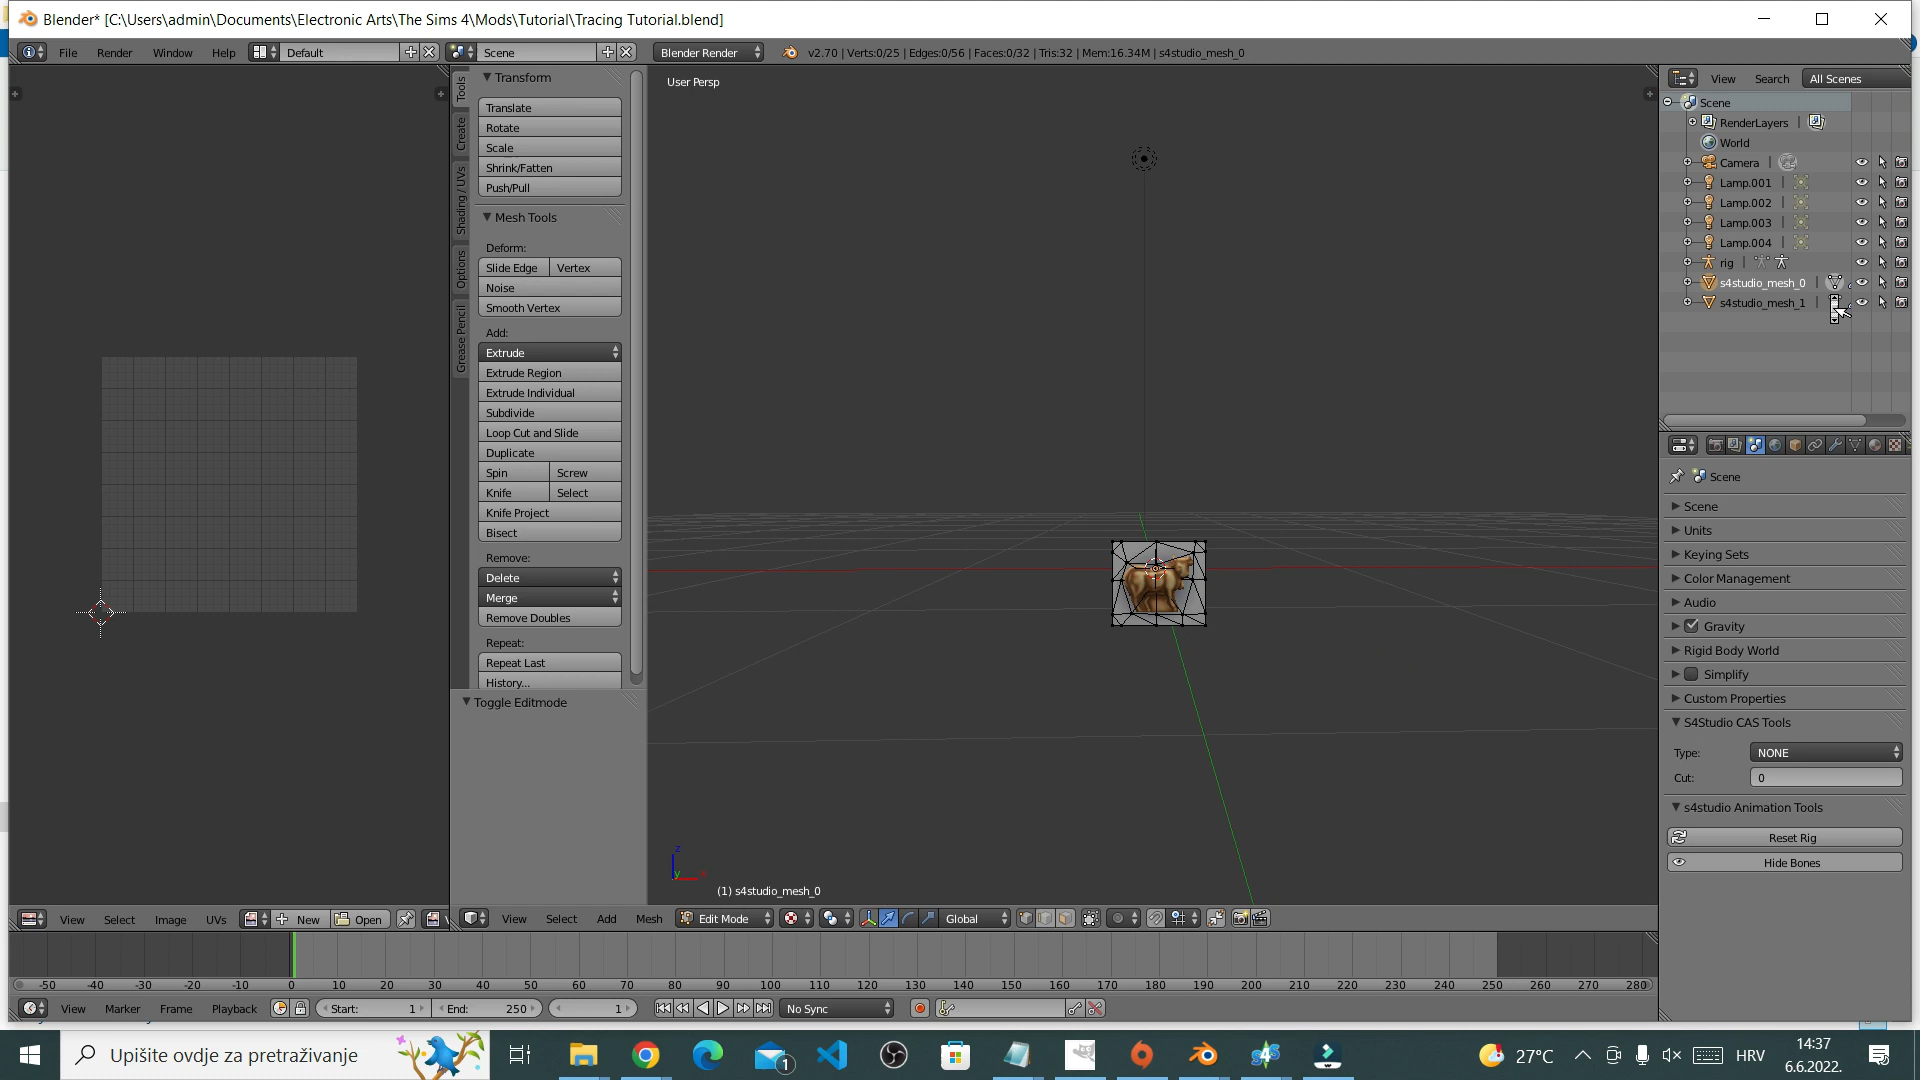 Blender* [C:\Users\admin\Documents\Electronic Arts\The Sims 4\Mods\Tutorial\Tracing Tutorial.blend]
File Render Window Help Default Scene Blender Render v2.70 | Verts:0/25 | Edges:0/56 | Faces:0/32 | Tris:32 | Mem:16.34M | s4studio_mesh_0
Tools
Create
Shading / UVs
Options
Grease Pencil
Transform
Translate
Rotate
Scale
Shrink/Fatten
Push/Pull
Mesh Tools
Deform:
Slide Edge Vertex
Noise
Smooth Vertex
Add:
Extrude
Extrude Region
Extrude Individual
Subdivide
Loop Cut and Slide
Duplicate
Spin Screw
Knife Select
Knife Project
Bisect
Remove:
Delete
Merge
Remove Doubles
Repeat:
Repeat Last
History...
Toggle Editmode
User Persp
z
y
x
(1) s4studio_mesh_0
View Search All Scenes
Scene
RenderLayers |
World
Camera |
Lamp.001 |
Lamp.002 |
Lamp.003 |
Lamp.004 |
rig |
s4studio_mesh_0 |
s4studio_mesh_1 |
Scene
Scene
Units
Keying Sets
Color Management
Audio
Gravity
Rigid Body World
Simplify
Custom Properties
S4Studio CAS Tools
Type: NONE
Cut: 0
s4studio Animation Tools
Reset Rig
Hide Bones
View Select Image UVs New Open
View Select Add Mesh Edit Mode Global
-50 -40 -30 -20 -10 0 10 20 30 40 50 60 70 80 90 100 110 120 130 140 150 160 170 180 190 200 210 220 230 240 250 260 270 280
View Marker Frame Playback Start: 1 End: 250 1 No Sync
Upišite ovdje za pretraživanje 1 27°C HRV 14:37
6.6.2022.